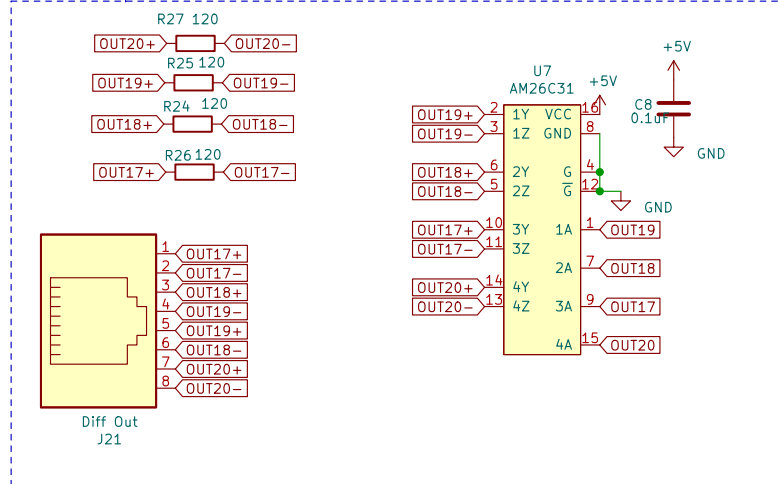 R27 120
OUT20+ OUT20-
R25 120
OUT19+ OUT19-
R24 120
OUT18+ OUT18-
R26 120
OUT17+ OUT17-
1 OUT17+
2 OUT17-
3 OUT18+
4 OUT19-
5 OUT19+
6 OUT18-
7 OUT20+
8 OUT20-
Diff Out
J21
U7
AM26C31
+5V
OUT19+ 2 1Y VCC 16
OUT19- 3 1Z GND 8
OUT18+ 6 2Y G 4
OUT18- 5 2Z G 12
GND
OUT17+ 10 3Y 1A 1 OUT19
OUT17- 11 3Z
2A 7 OUT18
OUT20+ 14 4Y
OUT20- 13 4Z 3A 9 OUT17
4A 15 OUT20
+5V
C8
0.1uF
GND